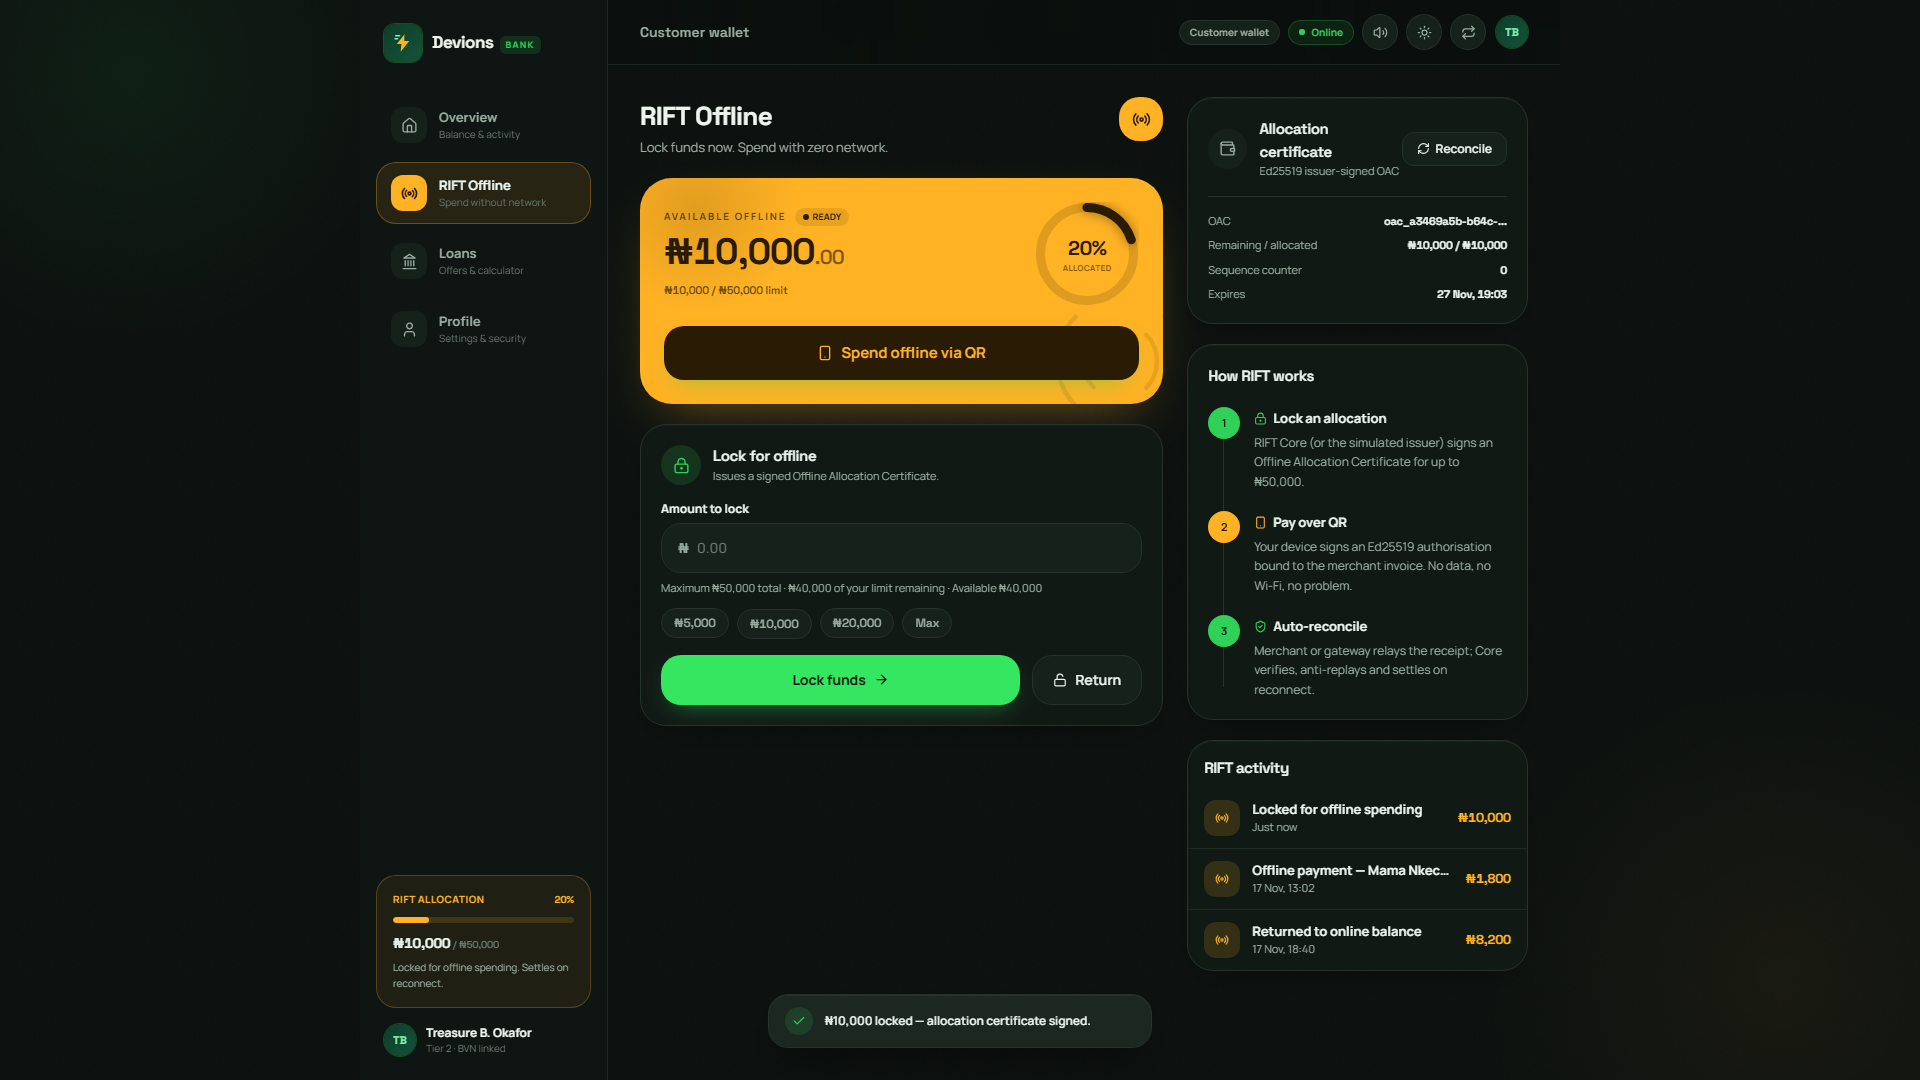 Devions BANK
Overview
Balance & activity
RIFT Offline
Spend without network
Loans
Offers & calculator
Profile
Settings & security
RIFT ALLOCATION 20%
₦10,000 / ₦50,000
Locked for offline spending. Settles on
reconnect.
TB
Treasure B. Okafor
Tier 2 · BVN linked
Customer wallet
Customer wallet
Online
TB
RIFT Offline
Lock funds now. Spend with zero network.
AVAILABLE OFFLINE READY
₦10,000.00
₦10,000 / ₦50,000 limit
20%
ALLOCATED
Spend offline via QR
Lock for offline
Issues a signed Offline Allocation Certificate.
Amount to lock
₦ 0.00
Maximum ₦50,000 total · ₦40,000 of your limit remaining · Available ₦40,000
₦5,000 ₦10,000 ₦20,000 Max
Lock funds
Return
Allocation
certificate
Ed25519 issuer-signed OAC
Reconcile
OAC oac_a3469a5b-b64c-...
Remaining / allocated ₦10,000 / ₦10,000
Sequence counter 0
Expires 27 Nov, 19:03
How RIFT works
1 Lock an allocation
RIFT Core (or the simulated issuer) signs an
Offline Allocation Certificate for up to
₦50,000.
2 Pay over QR
Your device signs an Ed25519 authorisation
bound to the merchant invoice. No data, no
Wi-Fi, no problem.
3 Auto-reconcile
Merchant or gateway relays the receipt; Core
verifies, anti-replays and settles on
reconnect.
RIFT activity
Locked for offline spending ₦10,000
Just now
Offline payment — Mama Nkec... ₦1,800
17 Nov, 13:02
Returned to online balance ₦8,200
17 Nov, 18:40
₦10,000 locked — allocation certificate signed.